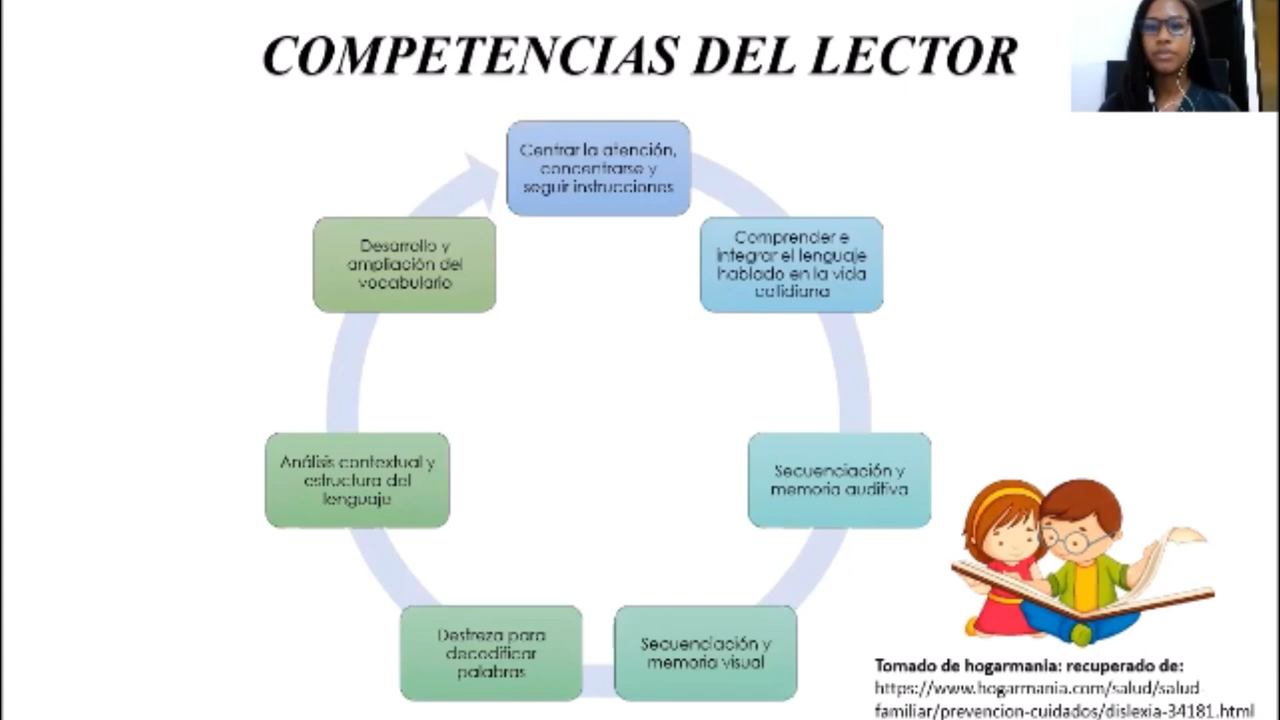 COMPETENCIAS DEL LECTOR
Centrar la atención,
concentrarse y
seguir instrucciones
Comprender e
integrar el lenguaje
hablado en la vida
cotidiana
Secuenciación y
memoria auditiva
Secuenciación y
memoria visual
Destreza para
decodificar
palabras
Análisis contextual y
estructura del
lenguaje
Desarrollo y
ampliación del
vocabulario
Tomado de hogarmania: recuperado de:
https://www.hogarmania.com/salud/salud-
familiar/prevencion-cuidados/dislexia-34181.html